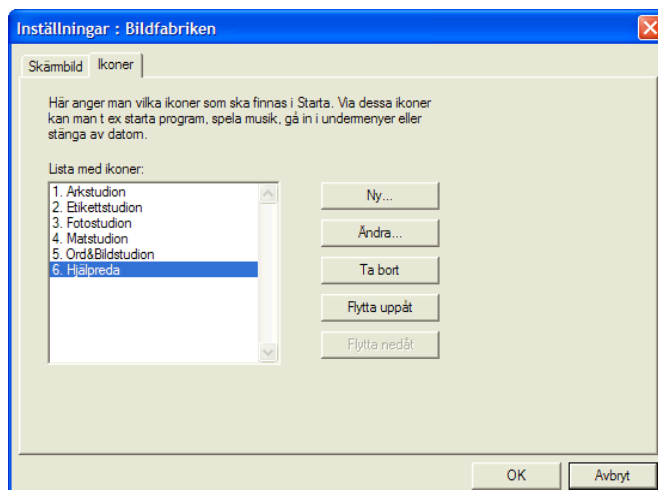 Inställningar : Bildfabriken
Skärmbild
Ikoner
Här anger man vilka ikoner som ska finnas i Starta. Via dessa ikoner
kan man t ex starta program, spela musik, gå in i undermenyer eller
stänga av datorn.
Lista med ikoner:
1. Arkstudion
2. Etikettstudion
3. Fotostudion
4. Matstudion
5. Ord&Bildstudion
6. Hjälpreda
Ny...
Ändra...
Ta bort
Flytta uppåt
Flytta nedåt
OK
Avbryt